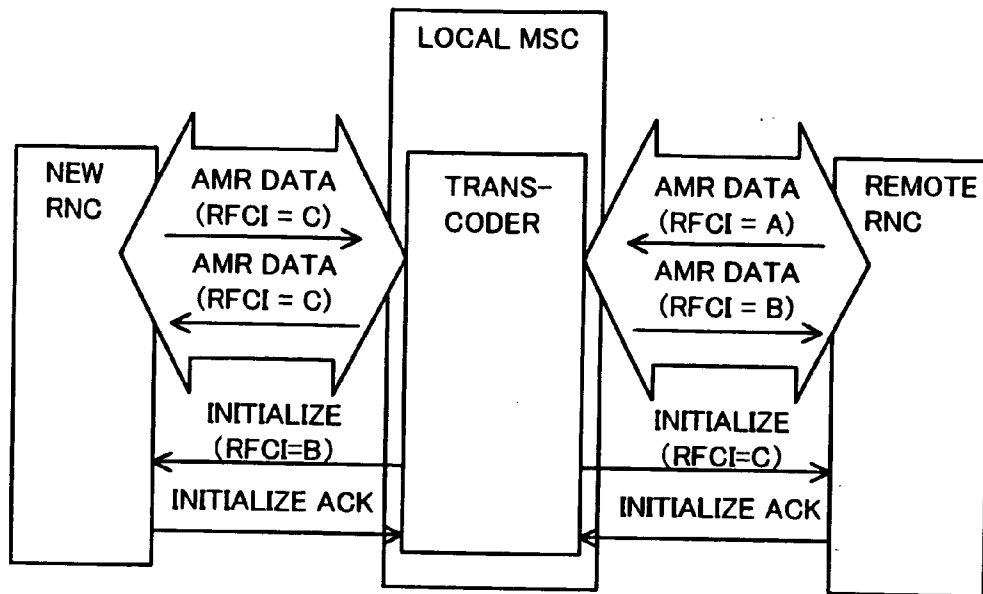 LOCAL MSC
NEW
RNC
AMR DATA
(RFCI = C)
AMR DATA
(RFCI = C)
TRANS-
CODER
AMR DATA
(RFCI = A)
AMR DATA
(RFCI = B)
REMOTE
RNC
INITIALIZE
(RFCI=B)
INITIALIZE
(RFCI=C)
INITIALIZE ACK
INITIALIZE ACK